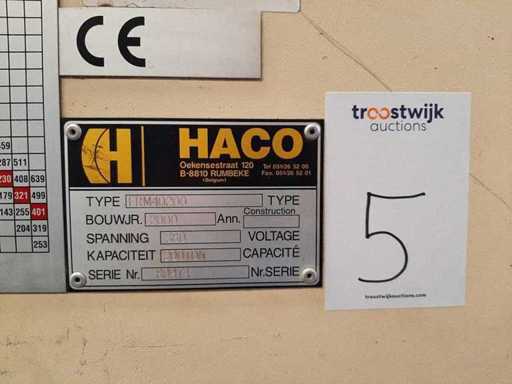 CE
459
287 511
230 408 639
179 321 499
143 255 401
204 319
253
H HACO
Oekensestraat 120
B-8810 RUMBEKE
(Belgium)
Tel 051/26 52 00
Fax. 051/26 52 01
TYPE ERM40200 TYPE
BOUWJR. 2000 Ann. Construction
SPANNING VOLTAGE
KAPACITEIT CAPACITÉ
SERIE Nr. Nr. SERIE
troostwijk
auctions
5
troostwijkauctions.com